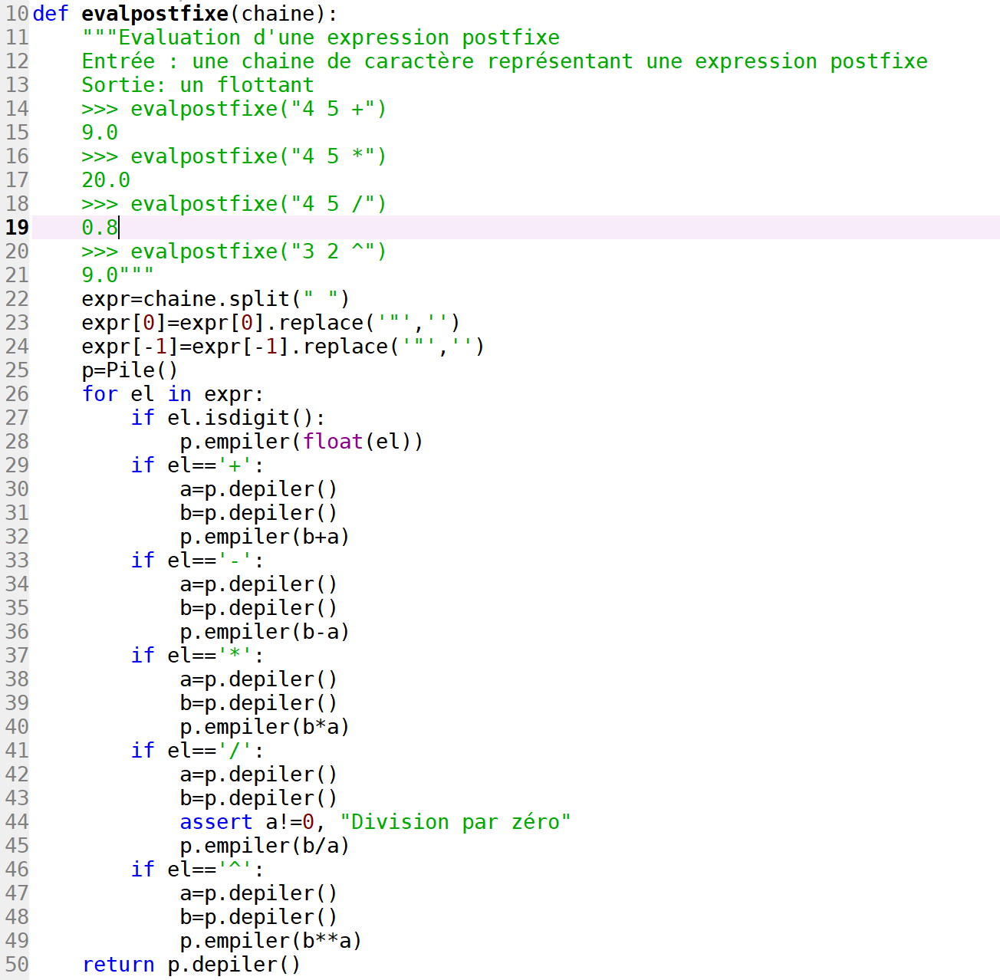 10 def evalpostfixe(chaine):
11     """Evaluation d'une expression postfixe
12     Entrée : une chaine de caractère représentant une expression postfixe
13     Sortie: un flottant
14     >>> evalpostfixe("4 5 +")
15     9.0
16     >>> evalpostfixe("4 5 *")
17     20.0
18     >>> evalpostfixe("4 5 /")
19     0.8
20     >>> evalpostfixe("3 2 ^")
21     9.0"""
22     expr=chaine.split(" ")
23     expr[0]=expr[0].replace('"','')
24     expr[-1]=expr[-1].replace('"','')
25     p=Pile()
26     for el in expr:
27         if el.isdigit():
28             p.empiler(float(el))
29         if el=='+':
30             a=p.depiler()
31             b=p.depiler()
32             p.empiler(b+a)
33         if el=='-':
34             a=p.depiler()
35             b=p.depiler()
36             p.empiler(b-a)
37         if el=='*':
38             a=p.depiler()
39             b=p.depiler()
40             p.empiler(b*a)
41         if el=='/':
42             a=p.depiler()
43             b=p.depiler()
44             assert a!=0, "Division par zéro"
45             p.empiler(b/a)
46         if el=='^':
47             a=p.depiler()
48             b=p.depiler()
49             p.empiler(b**a)
50     return p.depiler()